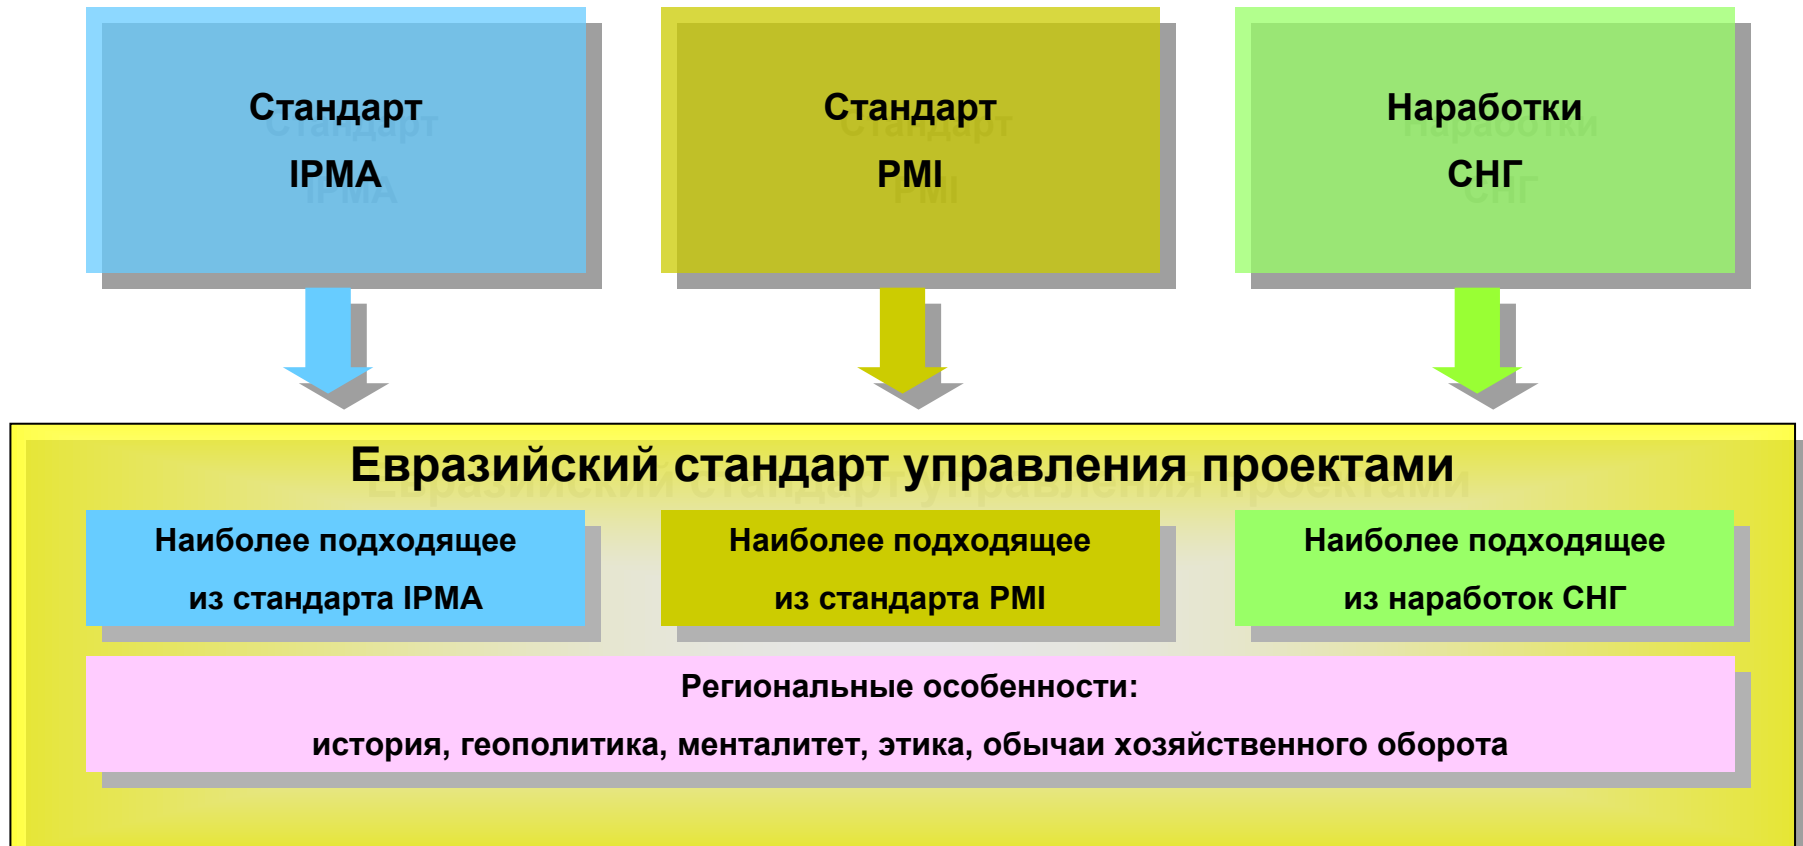 Стандарт
IPMA
Стандарт
PMI
Наработки
СНГ
Евразийский стандарт управления проектами
Наиболее подходящее
из стандарта IPMA
Наиболее подходящее
из стандарта PMI
Наиболее подходящее
из наработок СНГ
Региональные особенности:
история, геополитика, менталитет, этика, обычаи хозяйственного оборота